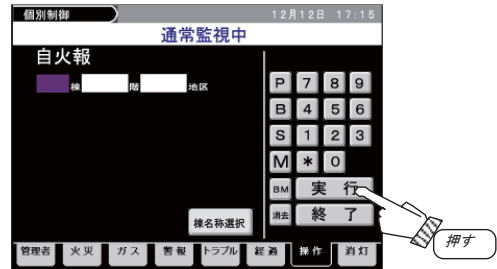 個別制御 12月12日 17:15
通常監視中
自火報
棟 階 地区
P 7 8 9
B 4 5 6
S 1 2 3
M * 0
BM 実行
消去 終了
棟名称選択
押す
管理者 火災 ガス 警報 トラブル 経過 操作 消灯